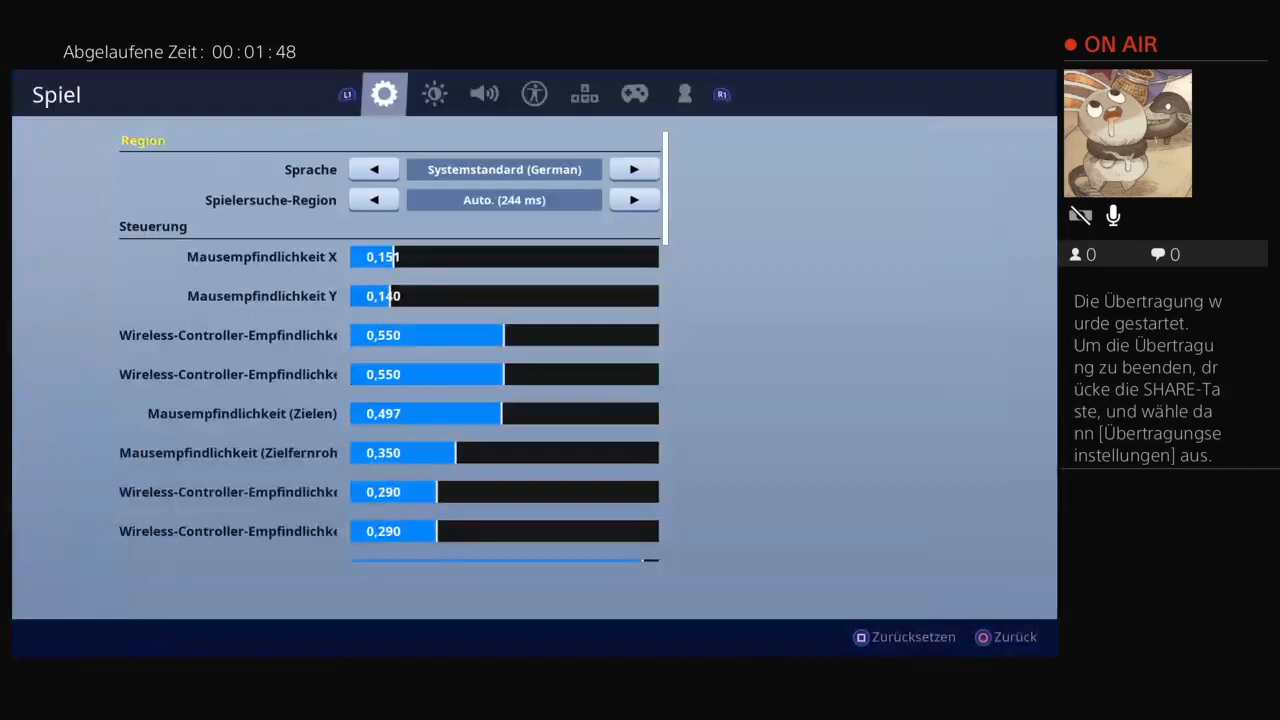 Abgelaufene Zeit: 00:01:48
ON AIR
Spiel
L1
R1
Region
Sprache
Systemstandard (German)
Spielersuche-Region
Auto. (244 ms)
Steuerung
Mausempfindlichkeit X
0,151
Mausempfindlichkeit Y
0,140
Wireless-Controller-Empfindlichke
0,550
Wireless-Controller-Empfindlichke
0,550
Mausempfindlichkeit (Zielen)
0,497
Mausempfindlichkeit (Zielfernroh
0,350
Wireless-Controller-Empfindlichke
0,290
Wireless-Controller-Empfindlichke
0,290
Zurücksetzen
Zurück
0
0
Die Übertragung w
urde gestartet.
Um die Übertragu
ng zu beenden, dr
ücke die SHARE-Ta
ste, und wähle da
nn [Übertragungse
instellungen] aus.